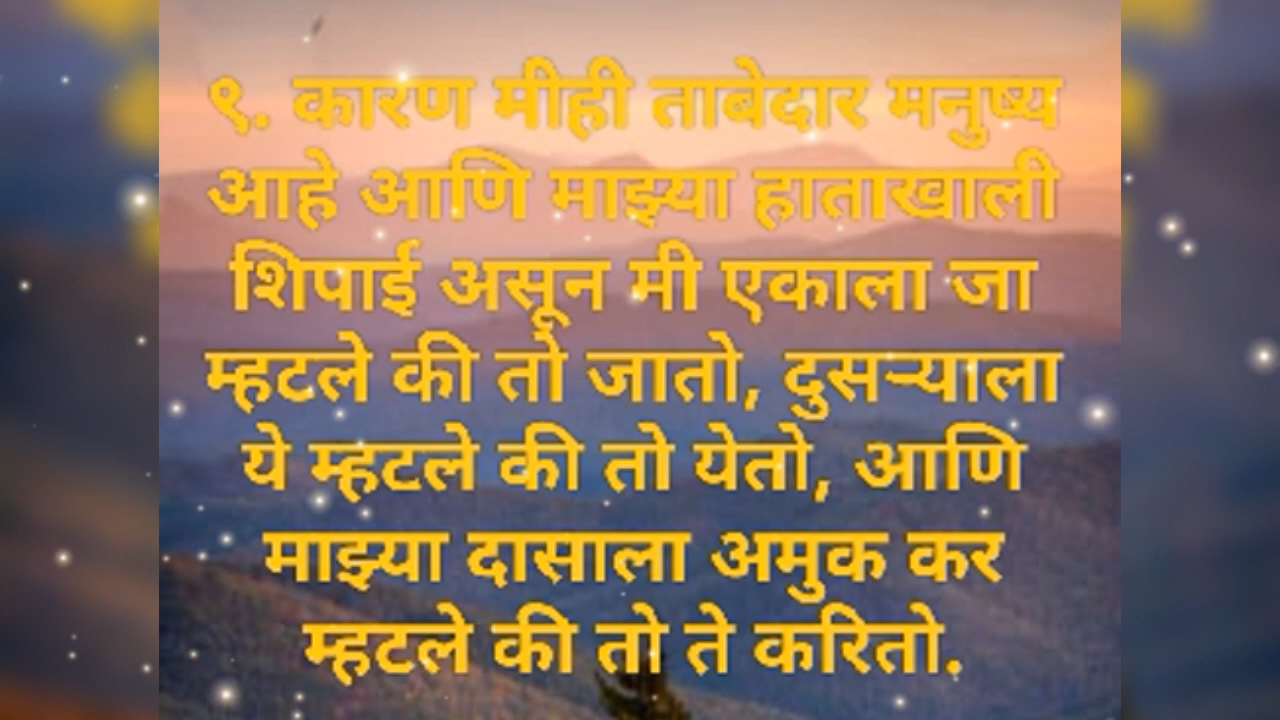 ९. कारण मीही ताबेदार मनुष्य
आहे आणि माझ्या हाताखाली
शिपाई असून मी एकाला जा
म्हटले की तो जातो, दुसऱ्याला
ये म्हटले की तो येतो, आणि
माझ्या दासाला अमुक कर
म्हटले की तो ते करितो.